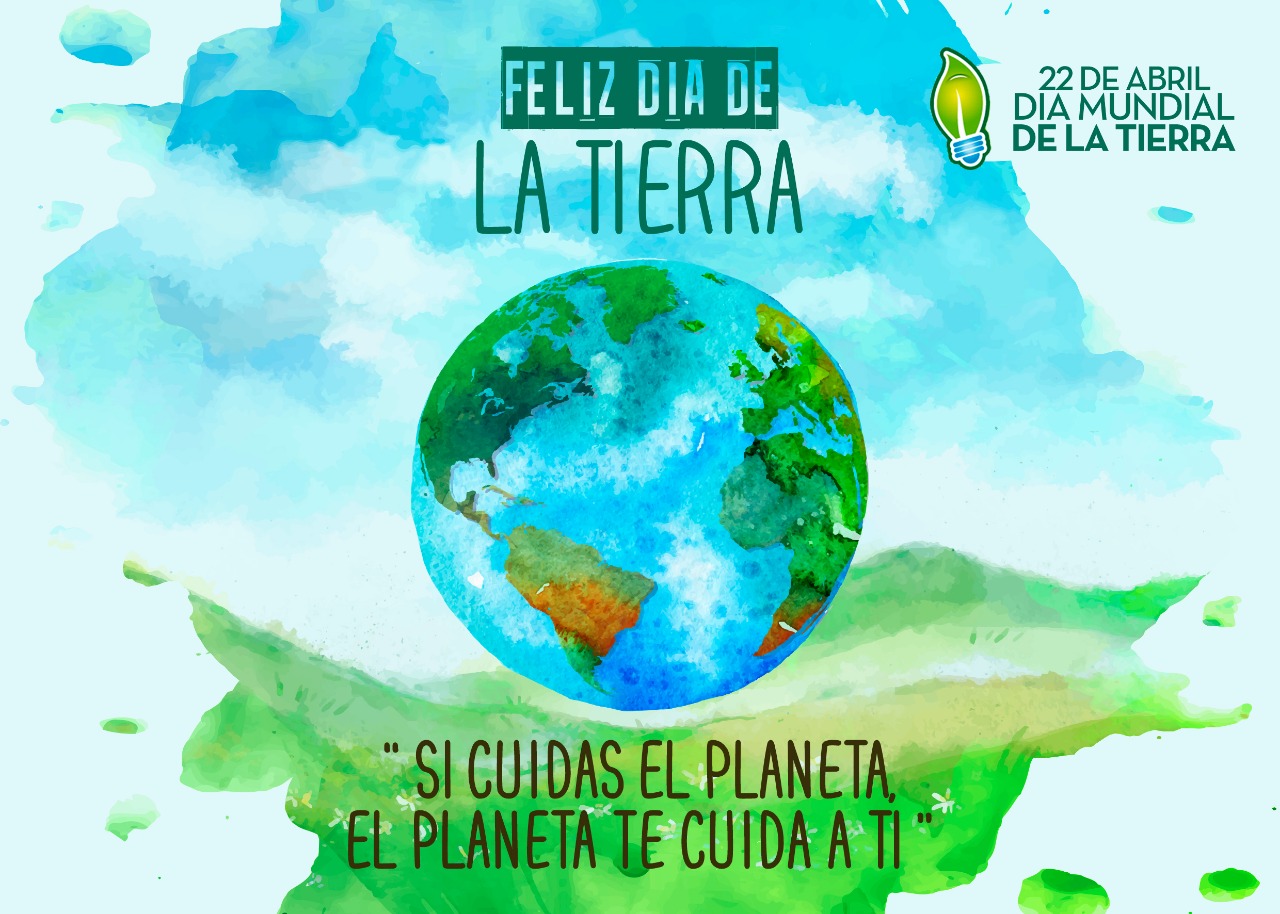 FELIZ DIA DE
LA TIERRA
22 DE ABRIL
DIA MUNDIAL
DE LA TIERRA
" SI CUIDAS EL PLANETA,
EL PLANETA TE CUIDA A TI "